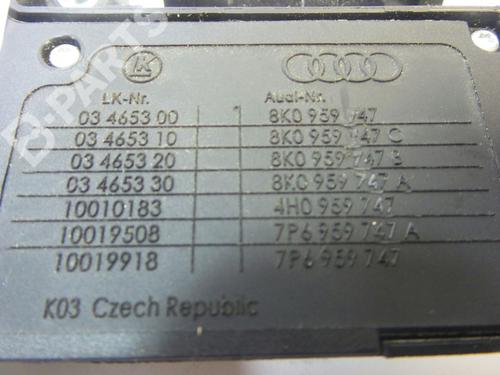 B-PARTS
LK
LK-Nr. Audi-Nr.
03 4653 00 8K0 959 747
03 4653 10 8K0 959 747 C
03 4653 20 8K0 959 747 B
03 4653 30 8K0 959 747 A
10010183 4H0 959 747
10019508 7P6 959 747 A
10019918 7P6 959 747
K03 Czech Republic